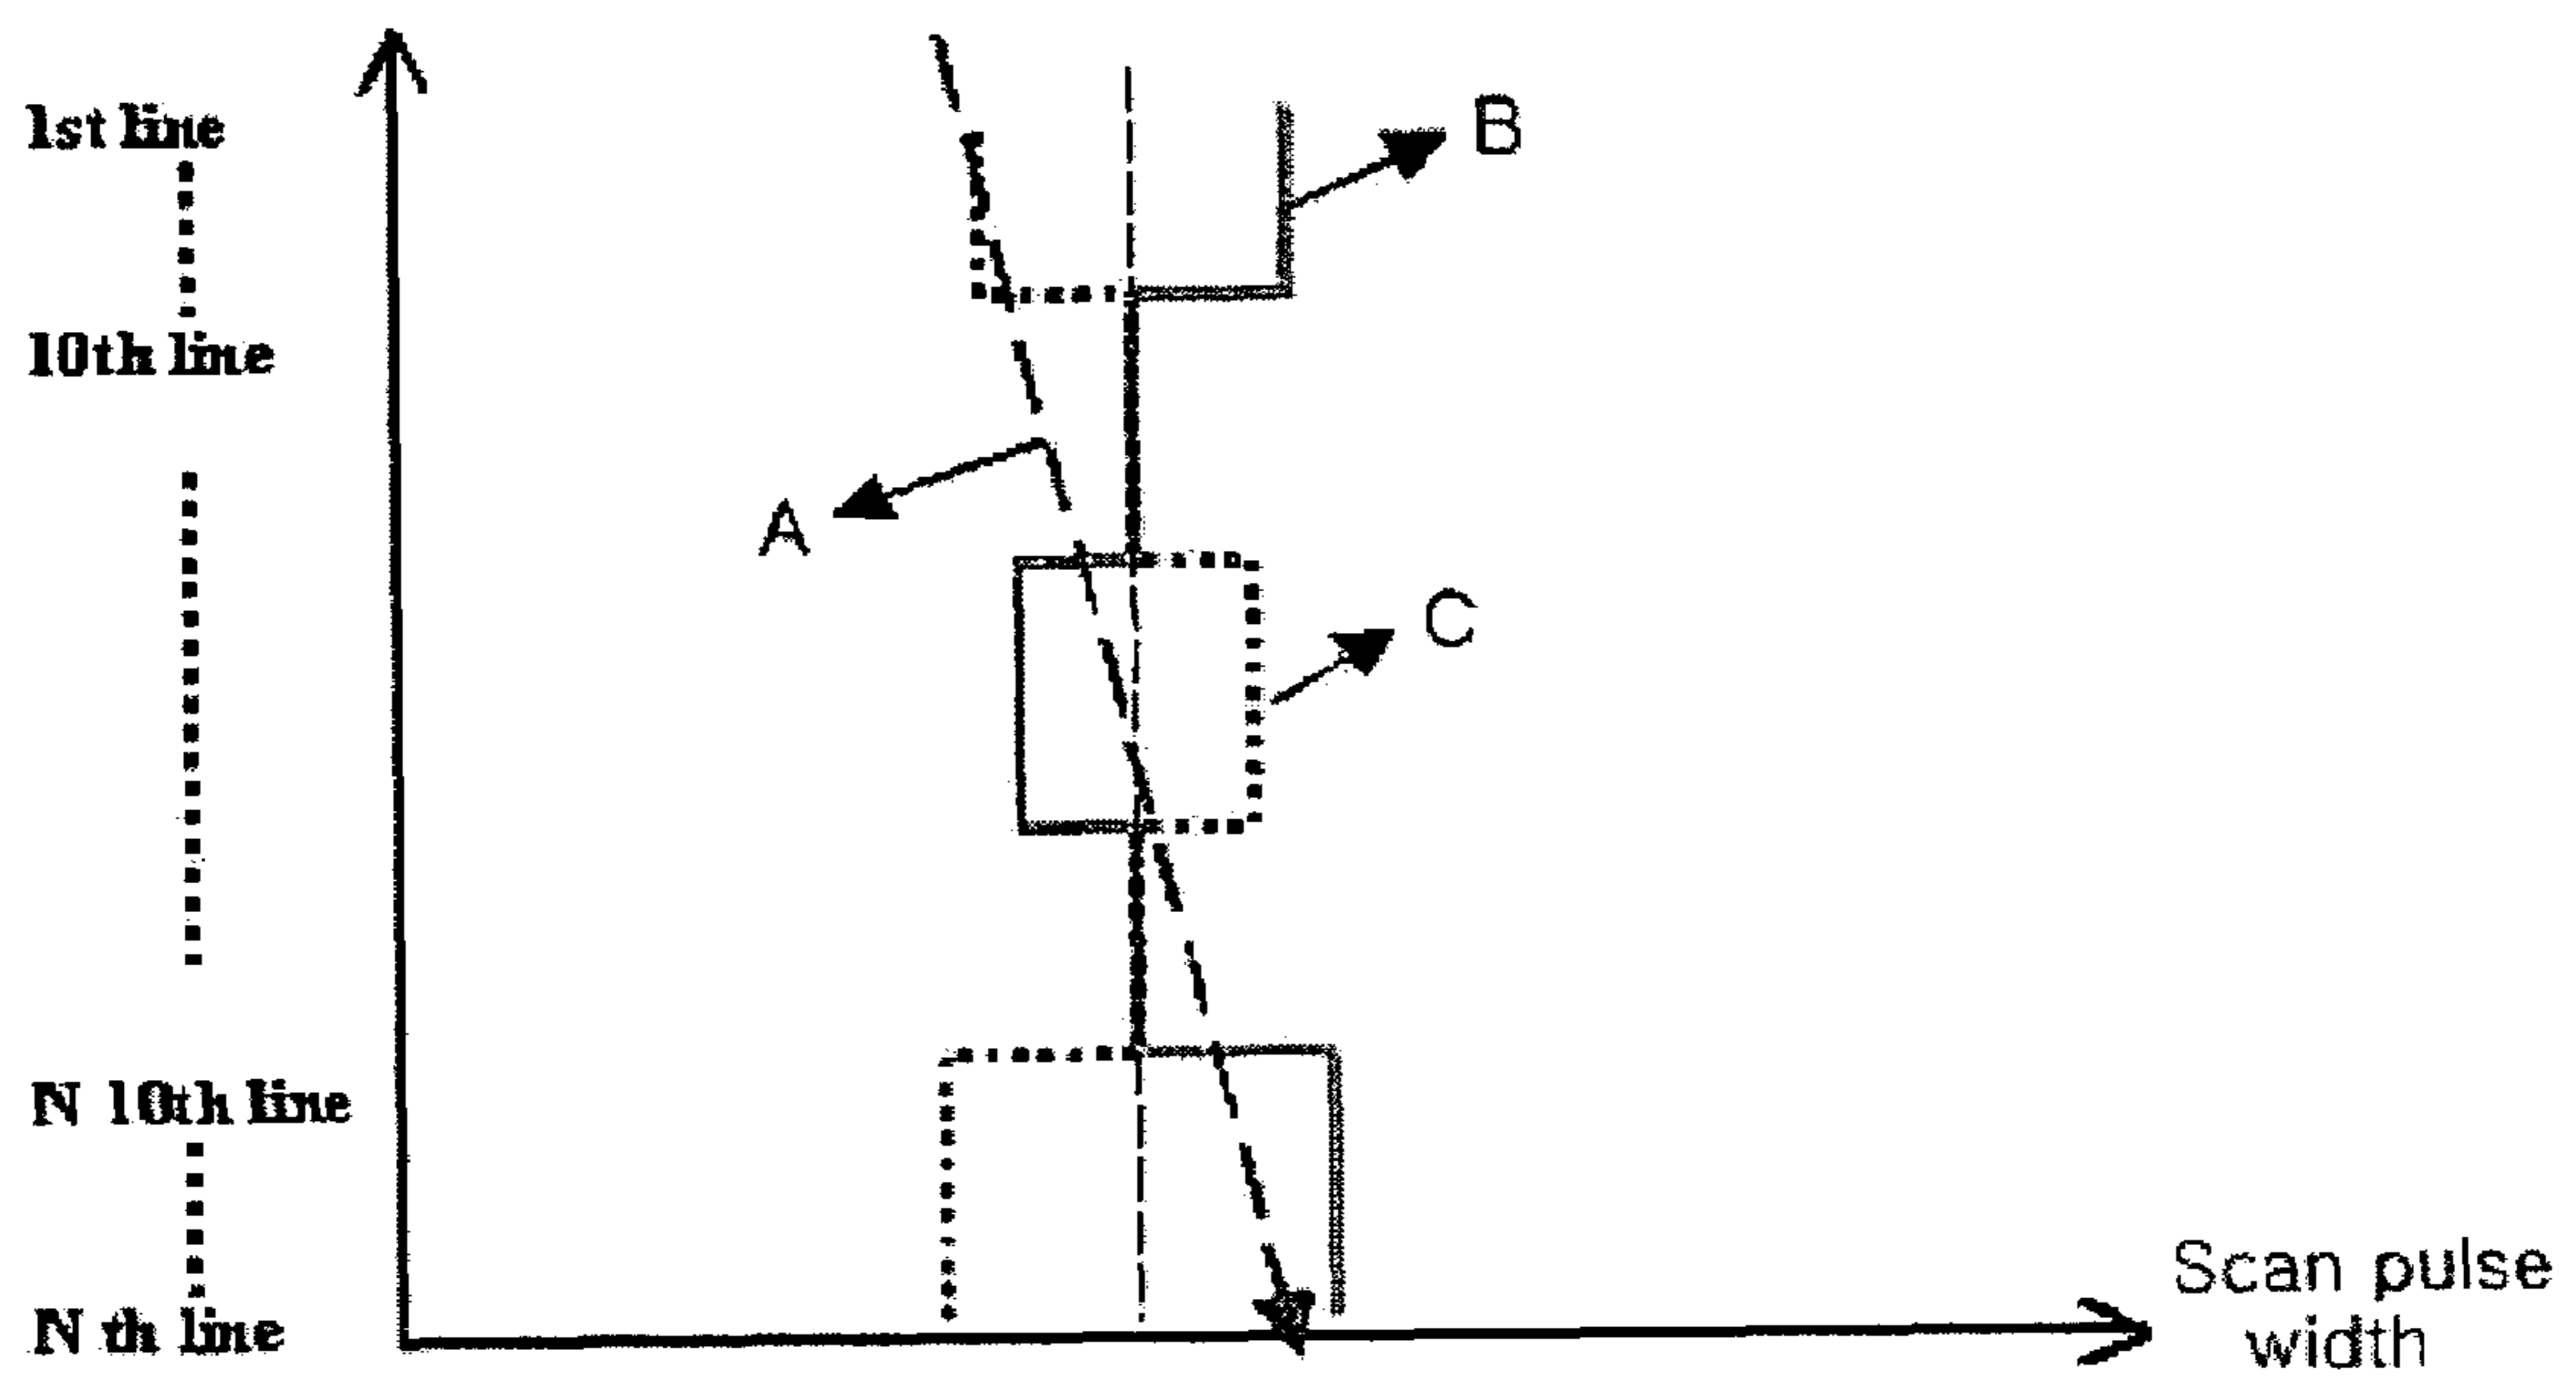 1st line
B
10th line
A
C
N 10th line
Scan pulse
width
N th line